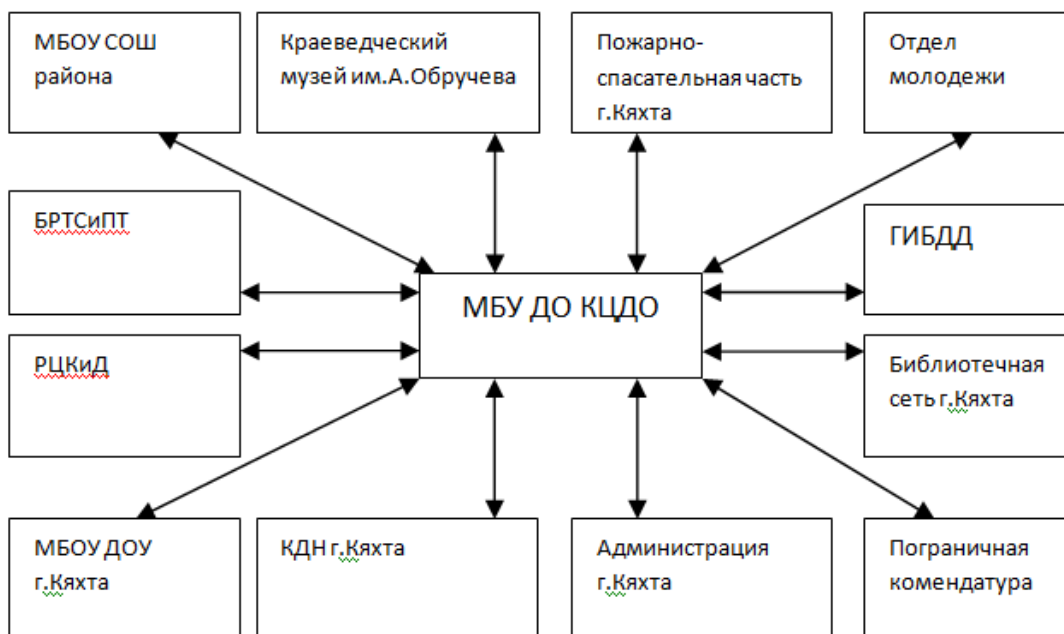 МБОУ СОШ
района
Краеведческий
музей им.А.Обручева
Пожарно-
спасательная часть
г.Кяхта
Отдел
молодежи
БРТСиПТ
ГИБДД
МБУ ДО КЦДО
РЦКиД
Библиотечная
сеть г.Кяхта
МБОУ ДОУ
г.Кяхта
КДН г.Кяхта
Администрация
г.Кяхта
Пограничная
комендатура